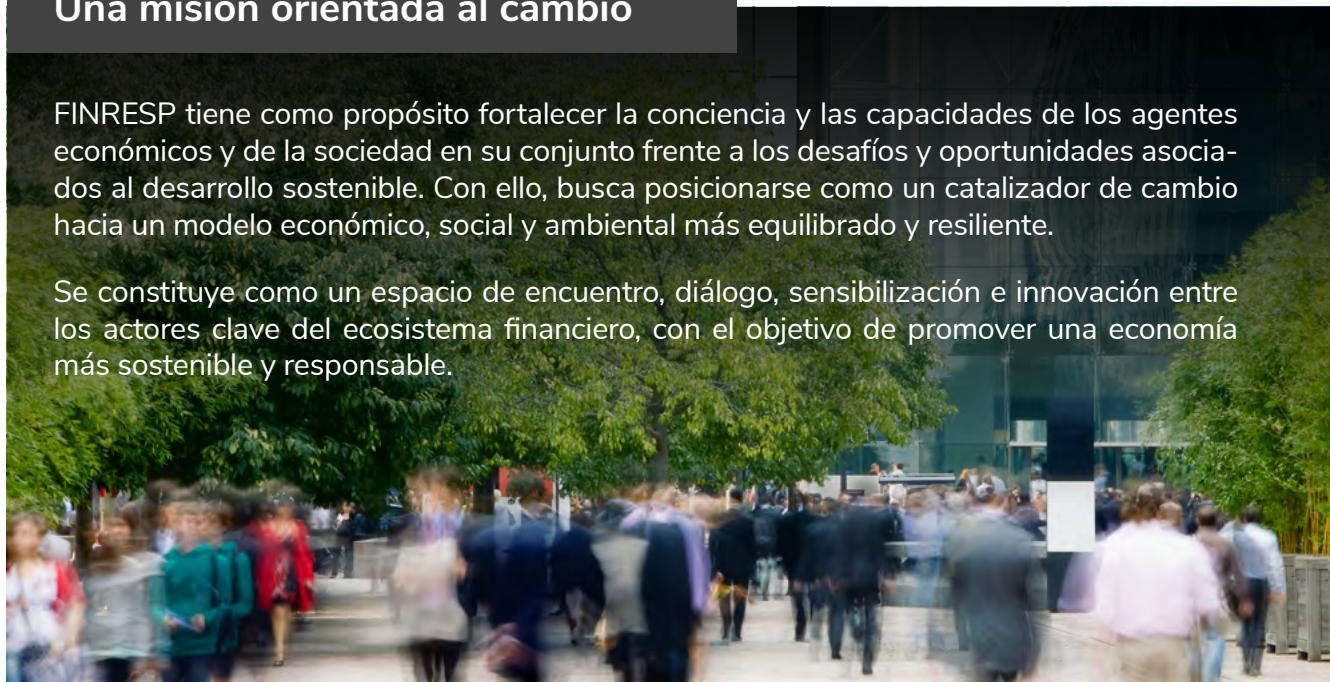 Una misión orientada al cambio
FINRESP tiene como propósito fortalecer la conciencia y las capacidades de los agentes
económicos y de la sociedad en su conjunto frente a los desafíos y oportunidades asocia-
dos al desarrollo sostenible. Con ello, busca posicionarse como un catalizador de cambio
hacia un modelo económico, social y ambiental más equilibrado y resiliente.
Se constituye como un espacio de encuentro, diálogo, sensibilización e innovación entre
los actores clave del ecosistema financiero, con el objetivo de promover una economía
más sostenible y responsable.